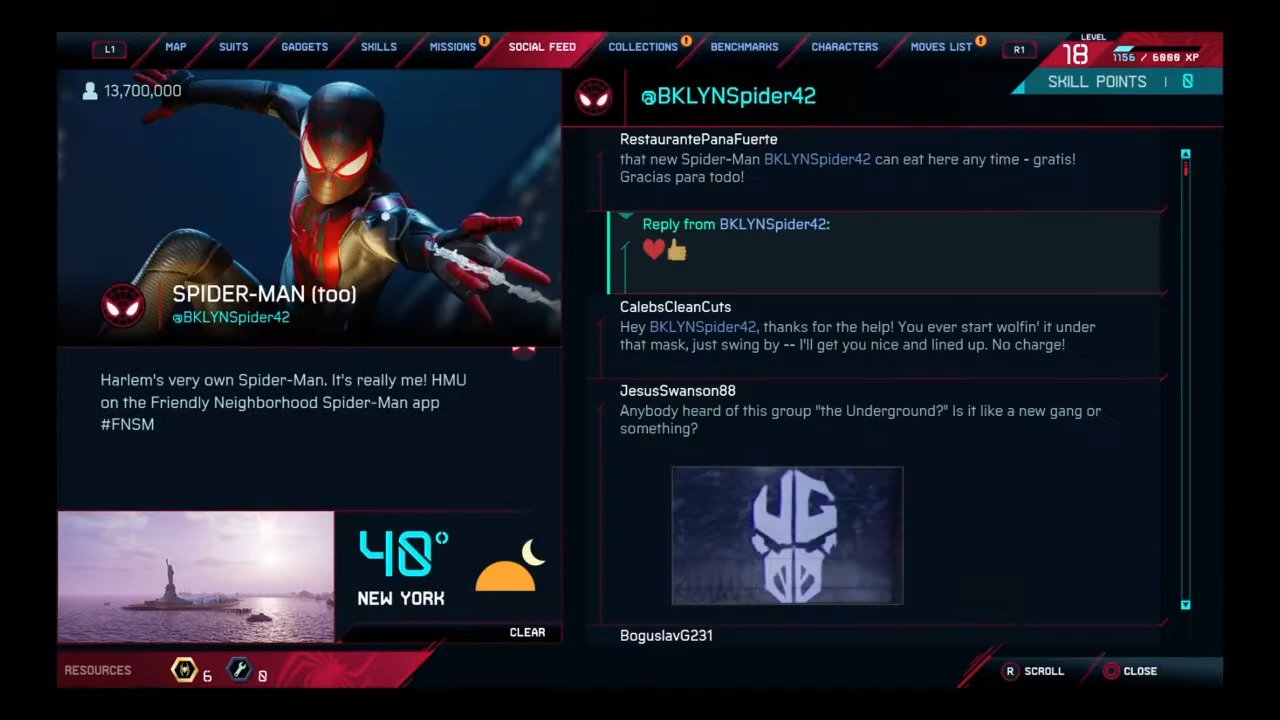 L1
MAP
SUITS
GADGETS
SKILLS
MISSIONS
SOCIAL FEED
COLLECTIONS
BENCHMARKS
CHARACTERS
MOVES LIST
R1
LEVEL
18
1156 / 6000 XP
SKILL POINTS | 0
13,700,000
SPIDER-MAN (too)
@BKLYNSpider42
Harlem's very own Spider-Man. It's really me! HMU
on the Friendly Neighborhood Spider-Man app
#FNSM
40°
NEW YORK
CLEAR
@BKLYNSpider42
RestaurantePanaFuerte
that new Spider-Man BKLYNSpider42 can eat here any time - gratis!
Gracias para todo!
Reply from BKLYNSpider42:
❤️👍
CalebsCleanCuts
Hey BKLYNSpider42, thanks for the help! You ever start wolfin' it under
that mask, just swing by -- I'll get you nice and lined up. No charge!
JesusSwanson88
Anybody heard of this group "the Underground?" Is it like a new gang or
something?
UG
BoguslavG231
RESOURCES
6
0
R SCROLL
CLOSE